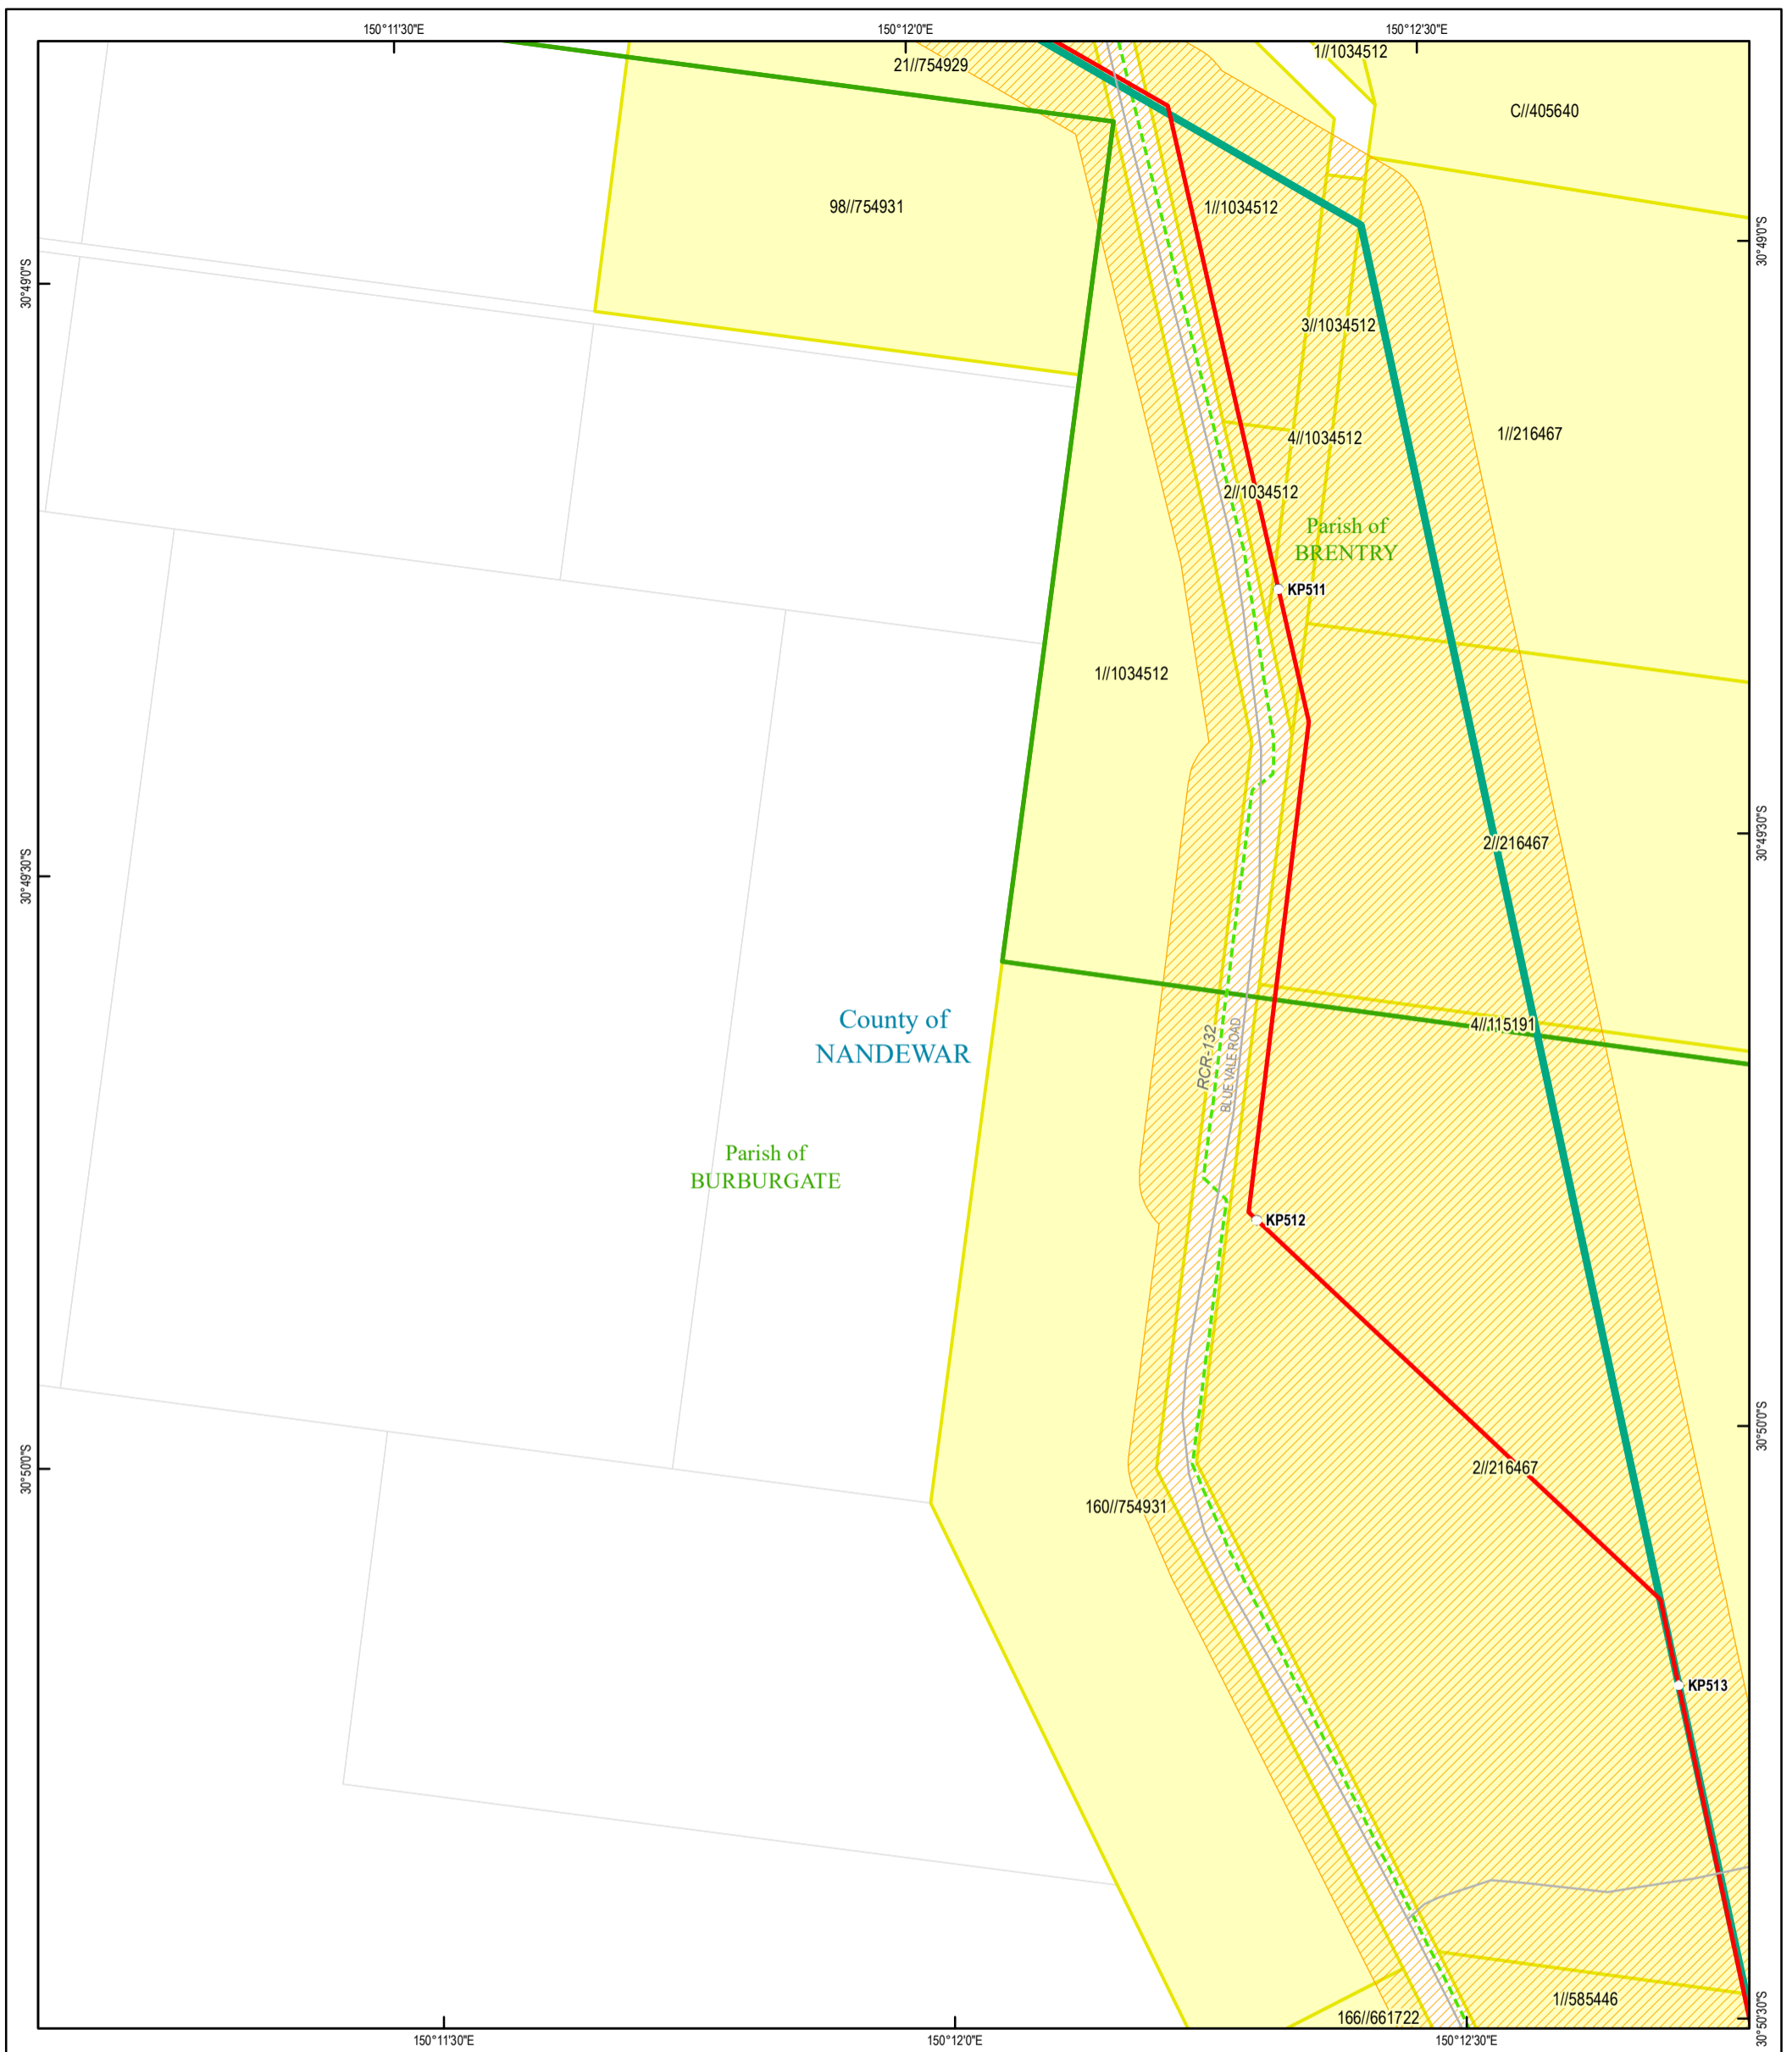 150°11'30"E
150°12'0"E
150°12'30"E
1//1034512
21//754929
C//405640
98//754931
1//1034512
30°49'0"S
30°49'0"S
3//1034512
1//216467
4//1034512
2//1034512
Parish of
BRENTRY
KP511
1//1034512
30°49'30"S
2//216467
30°49'30"S
County of
NANDEWAR
4//115191
RCR-132
BLUE VALE ROAD
Parish of
BURBURGATE
KP512
30°50'0"S
30°50'0"S
2//216467
160//754931
KP513
1//585446
166//661722
30°50'30"S
150°11'30"E
150°12'0"E
150°12'30"E